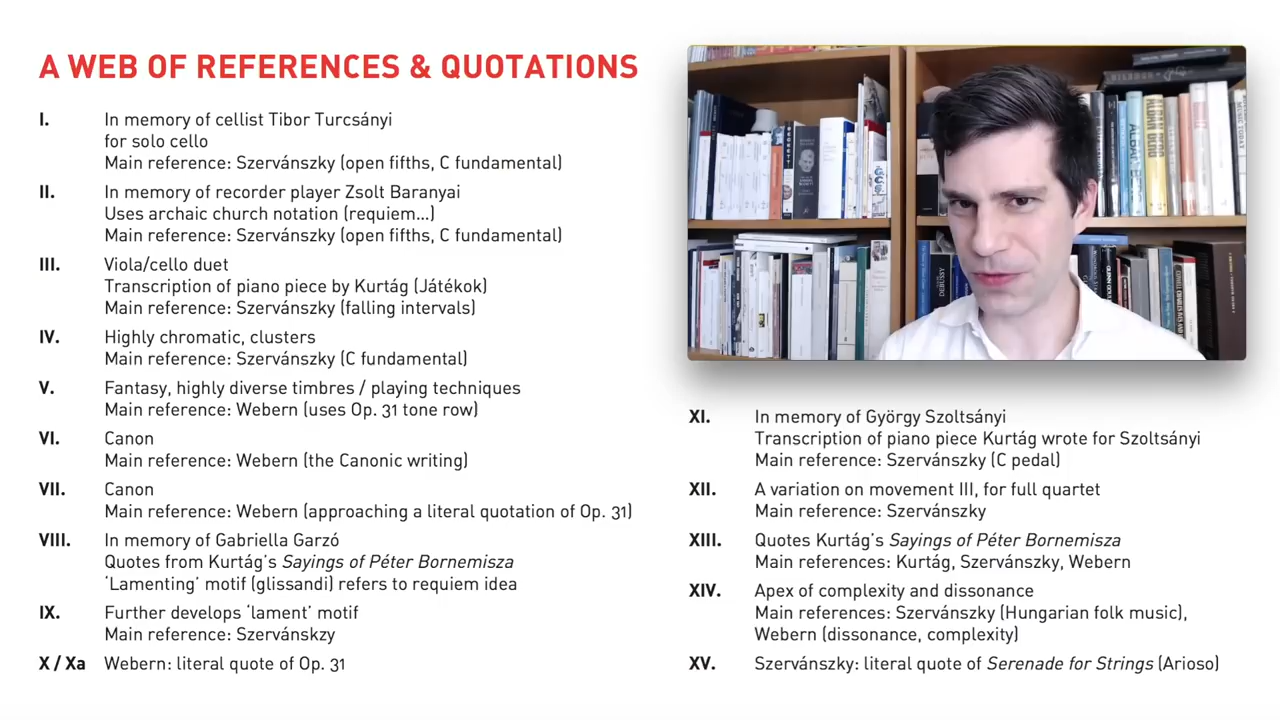 A WEB OF REFERENCES & QUOTATIONS
I. In memory of cellist Tibor Turcsányi
for solo cello
Main reference: Szervánszky (open fifths, C fundamental)
II. In memory of recorder player Zsolt Baranyai
Uses archaic church notation (requiem...)
Main reference: Szervánszky (open fifths, C fundamental)
III. Viola/cello duet
Transcription of piano piece by Kurtág (Játékok)
Main reference: Szervánszky (falling intervals)
IV. Highly chromatic, clusters
Main reference: Szervánszky (C fundamental)
V. Fantasy, highly diverse timbres / playing techniques
Main reference: Webern (uses Op. 31 tone row)
VI. Canon
Main reference: Webern (the Canonic writing)
VII. Canon
Main reference: Webern (approaching a literal quotation of Op. 31)
VIII. In memory of Gabriella Garzó
Quotes from Kurtág's Sayings of Péter Bornemisza
'Lamenting' motif (glissandi) refers to requiem idea
IX. Further develops 'lament' motif
Main reference: Szervánskzy
X / Xa Webern: literal quote of Op. 31
XI. In memory of György Szoltsányi
Transcription of piano piece Kurtág wrote for Szoltsányi
Main reference: Szervánszky (C pedal)
XII. A variation on movement III, for full quartet
Main reference: Szervánszky
XIII. Quotes Kurtág's Sayings of Péter Bornemisza
Main references: Kurtág, Szervánszky, Webern
XIV. Apex of complexity and dissonance
Main references: Szervánszky (Hungarian folk music),
Webern (dissonance, complexity)
XV. Szervánszky: literal quote of Serenade for Strings (Arioso)
BECKETT
ALBAN BERG
DEBUSSY
MUSIC TODAY